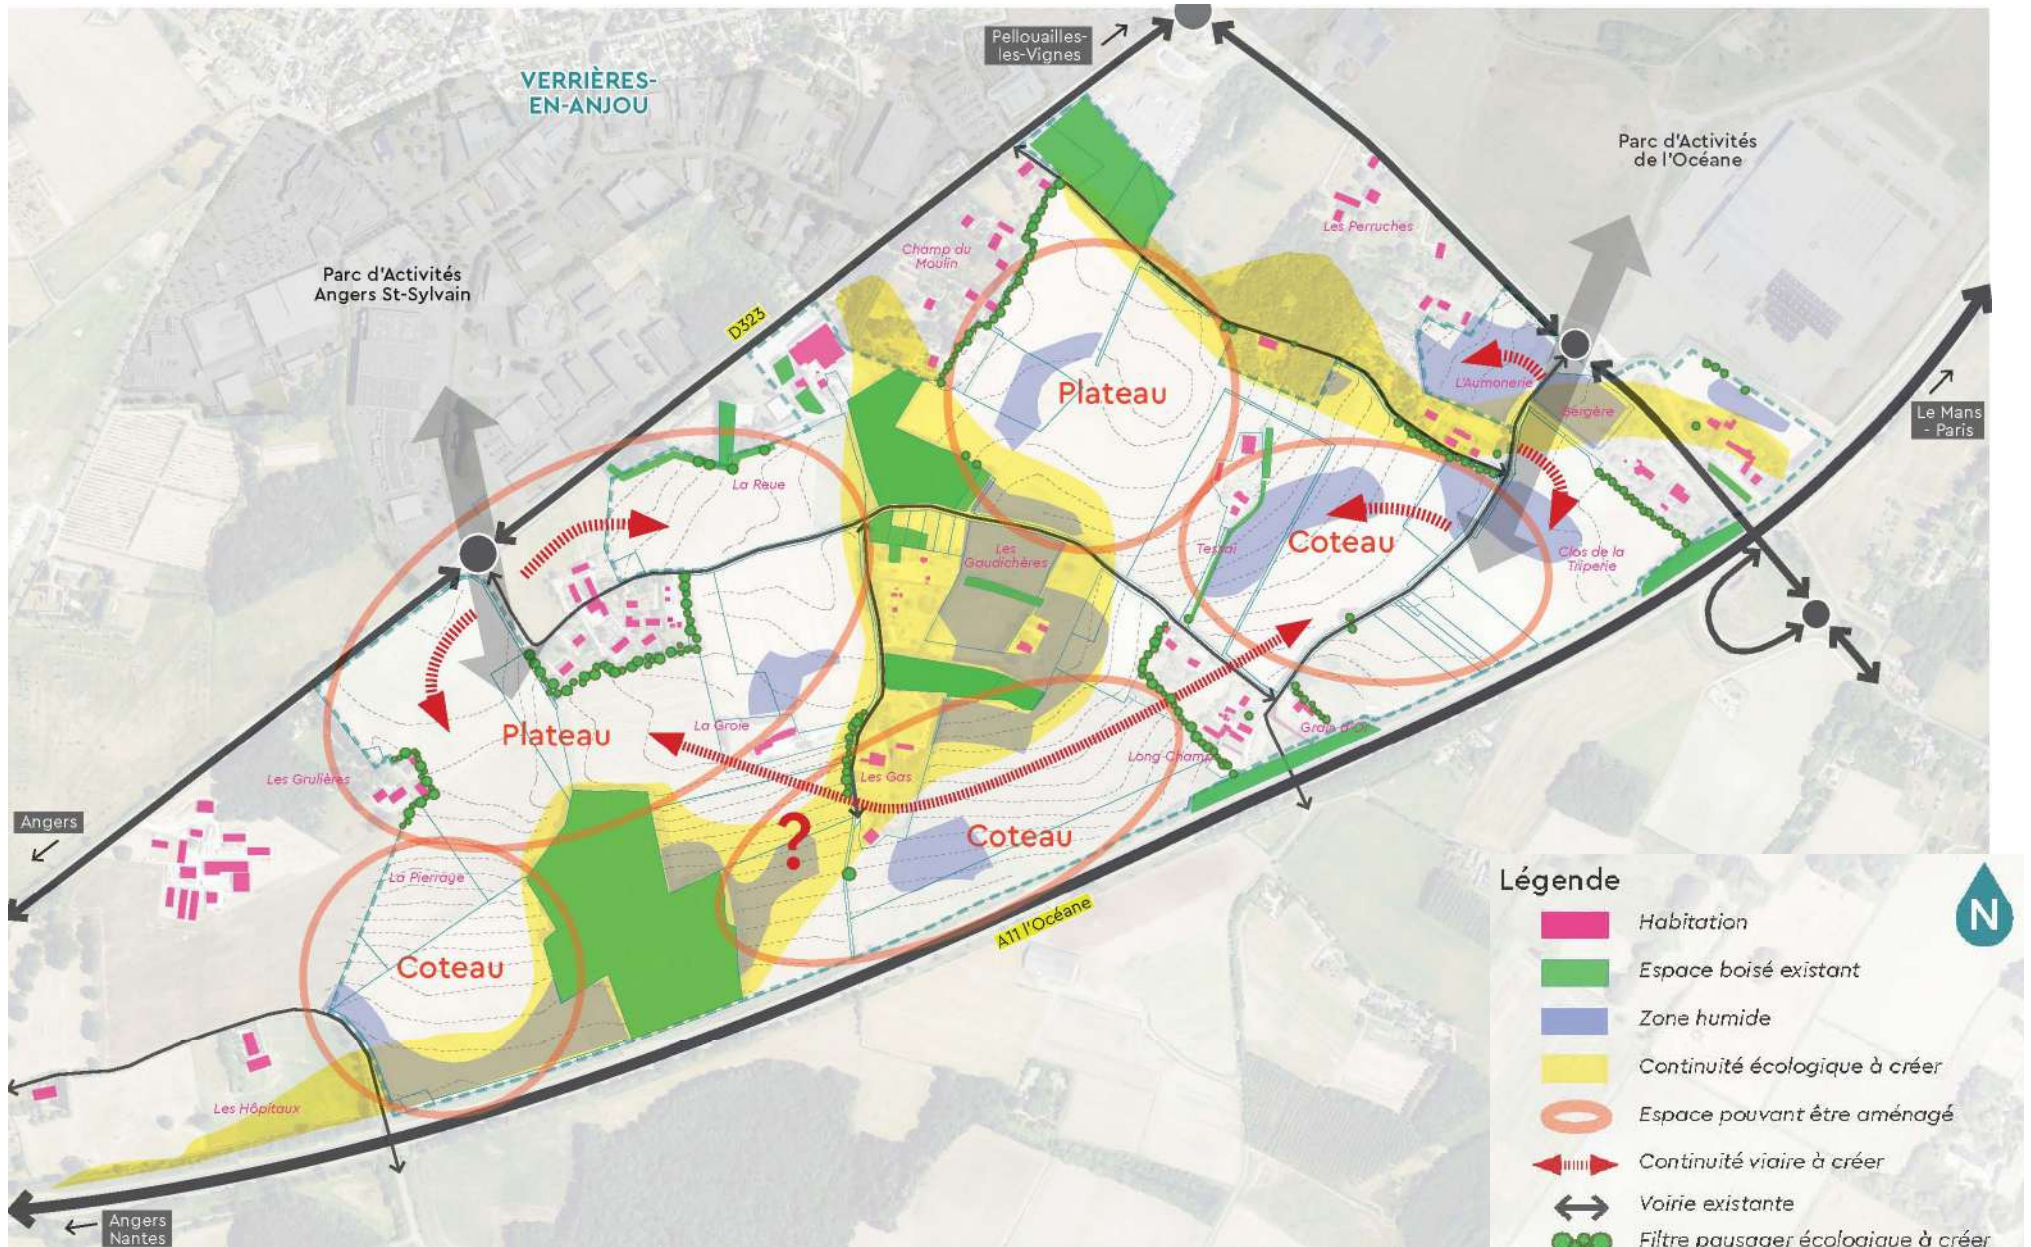 Pellouailles-
les-Vignes
VERRIÈRES-
EN-ANJOU
Parc d'Activités
de l'Océane
Les Perruches
Champ du
Moulin
Parc d'Activités
Angers St-Sylvain
D323
Plateau
L'Aumonerie
Bergère
Le Mans
- Paris
La Reue
Coteau
Tessai
Les
Gaudichères
Clos de la
Triperie
Plateau
La Groie
Grain d'Or
Long Champ
Les Grulières
Les Gas
Angers
?
Coteau
La Pierraye
A11 l'Océane
Coteau
Les Hôpitaux
Angers
Nantes
Légende
N
Habitation
Espace boisé existant
Zone humide
Continuité écologique à créer
Espace pouvant être aménagé
Continuité viaire à créer
Voirie existante
Filtre paysager écologique à créer